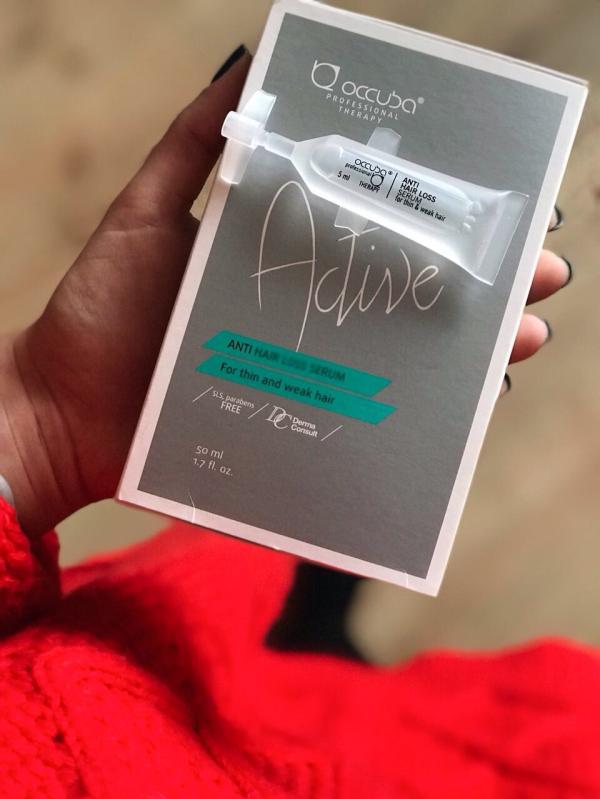 occuba®
PROFESSIONAL
THERAPY
occuba®
professional
THERAPY
5 ml
ANTI
HAIR LOSS
SERUM
for thin & weak hair
Active
ANTI HAIR LOSS SERUM
For thin and weak hair
SLS, parabens
FREE
DC Derma
Consult
50 ml
1.7 fl. oz.